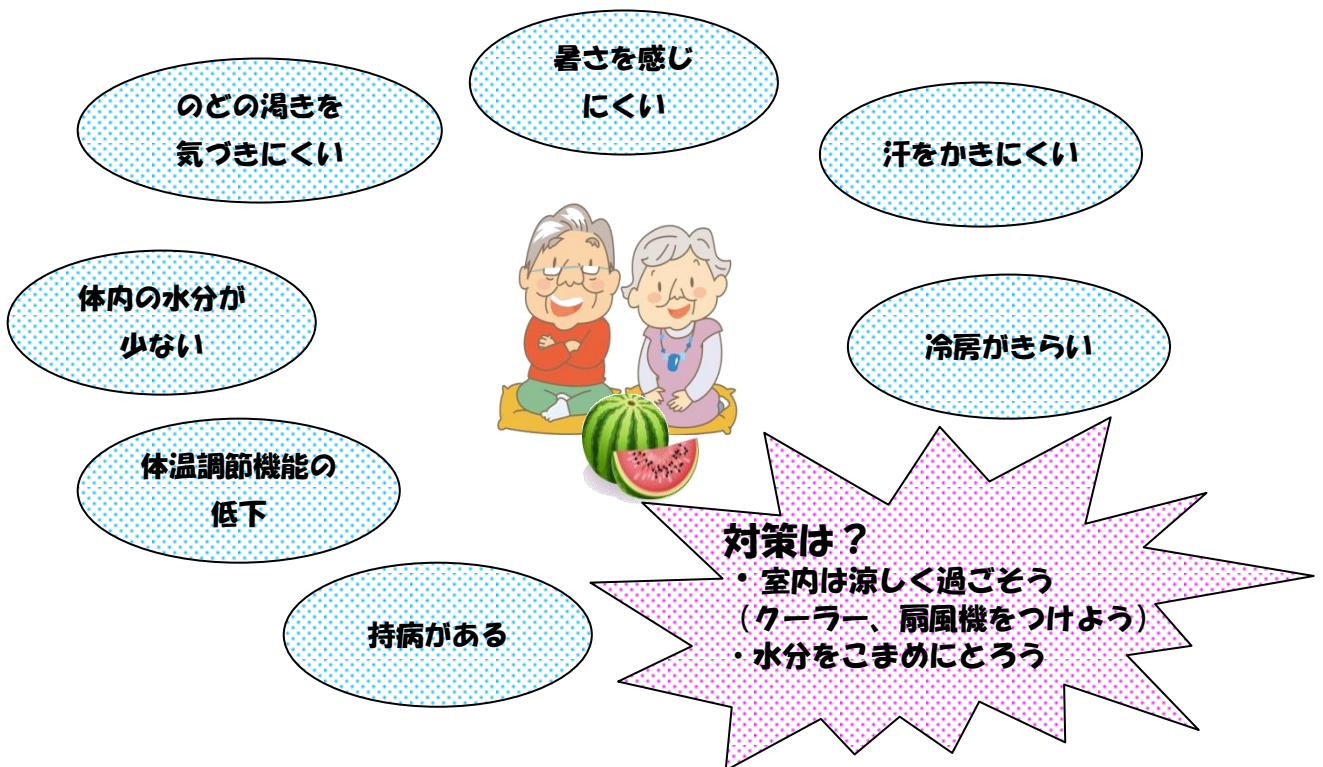 暑さを感じ
にくい
のどの渇きを
気づきにくい
汗をかきにくい
体内の水分が
少ない
冷房がきらい
体温調節機能の
低下
持病がある
対策は？
・室内は涼しく過ごそう
（クーラー、扇風機をつけよう）
・水分をこまめにとろう